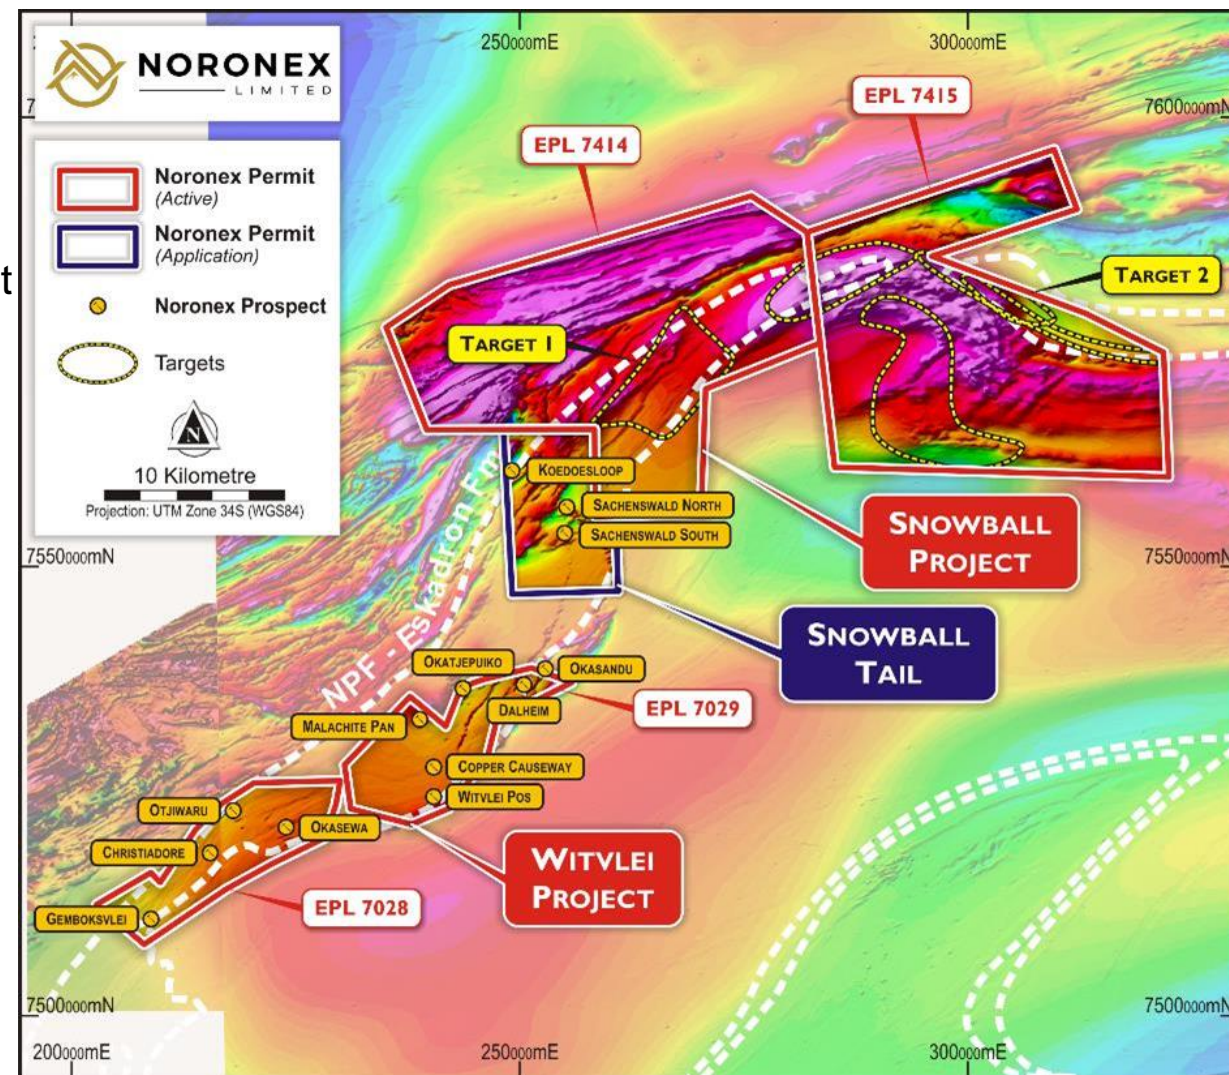 NORONEX
LIMITED
Noronex Permit
(Active)
Noronex Permit
(Application)
Noronex Prospect
Targets
N
10 Kilometre
Projection: UTM Zone 34S (WGS84)
t
250000mE
300000mE
7600000mN
EPL 7415
EPL 7414
TARGET 2
TARGET 1
KOEDOESLOOP
SACHENSWALD NORTH
SACHENSWALD SOUTH
SNOWBALL
PROJECT
7550000mN
7550000mN
SNOWBALL
TAIL
NPF - Eskadron Fm
OKATJEPUIKO
OKASANDU
DALHEIM
EPL 7029
MALACHITE PAN
COPPER CAUSEWAY
WITVLEI POS
OTJIWARU
OKASEWA
CHRISTIADORE
WITVLEI
PROJECT
EPL 7028
GEMBOKSVLEI
7500000mN
7500000mN
200000mE
250000mE
300000mE